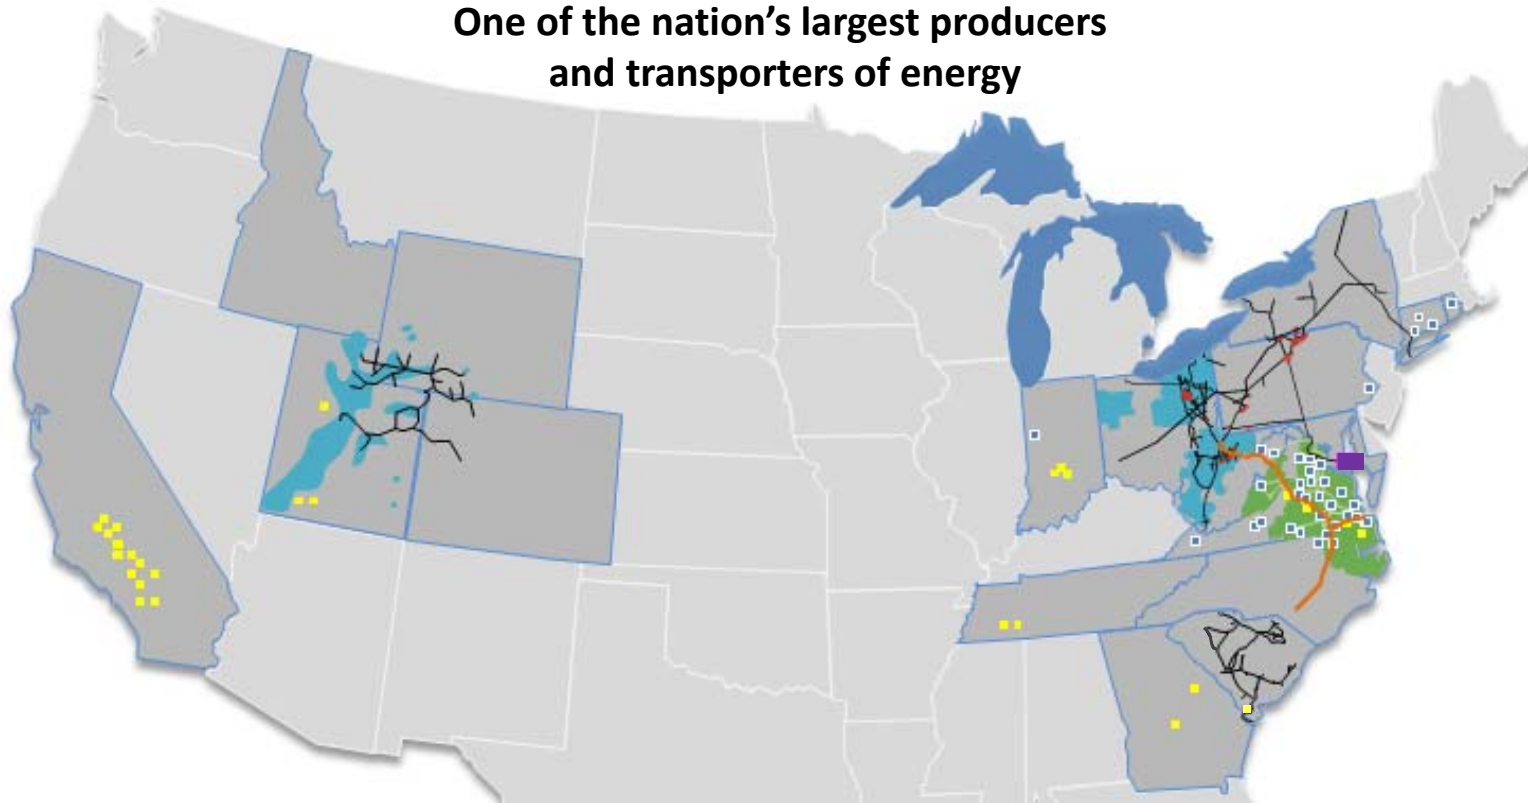 One of the nation’s largest producers
and transporters of energy